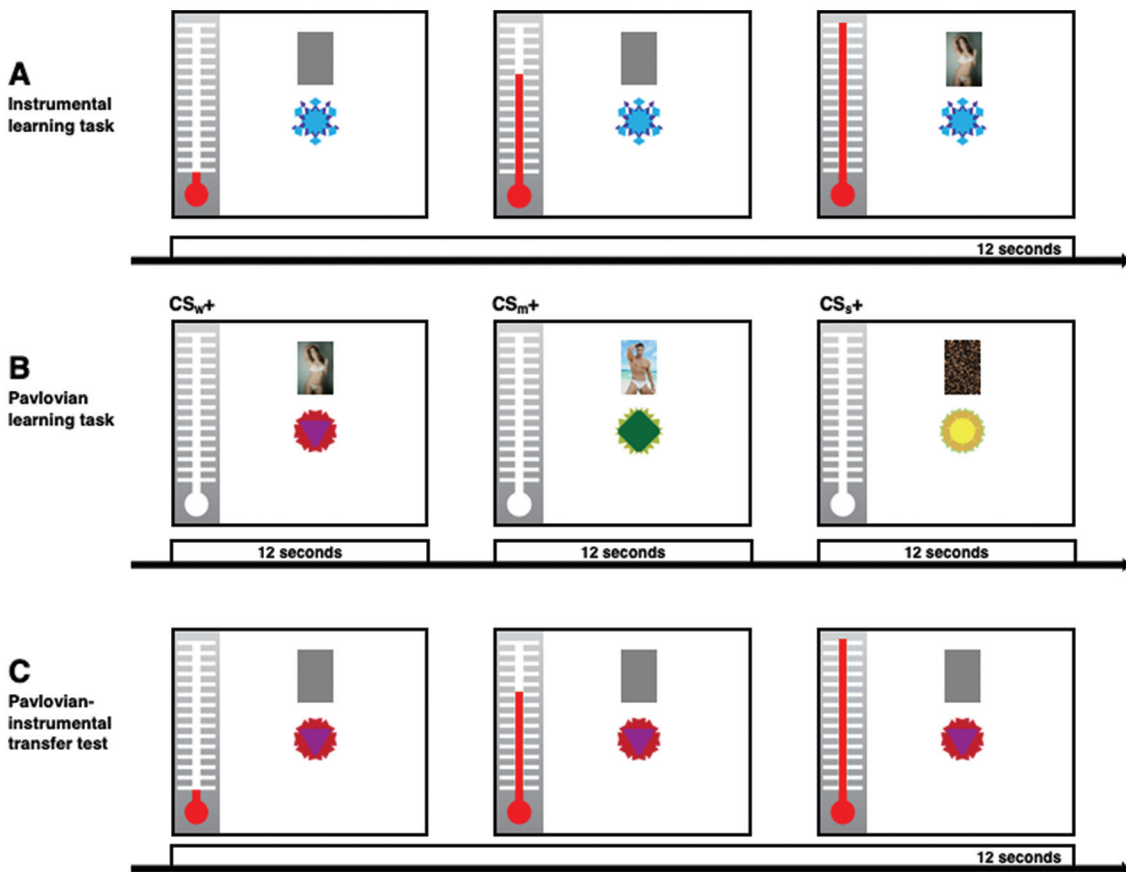 A
Instrumental
learning task
12 seconds
CSw+
CSm+
CSs+
B
Pavlovian
learning task
12 seconds
12 seconds
12 seconds
C
Pavlovian-
instrumental
transfer test
12 seconds